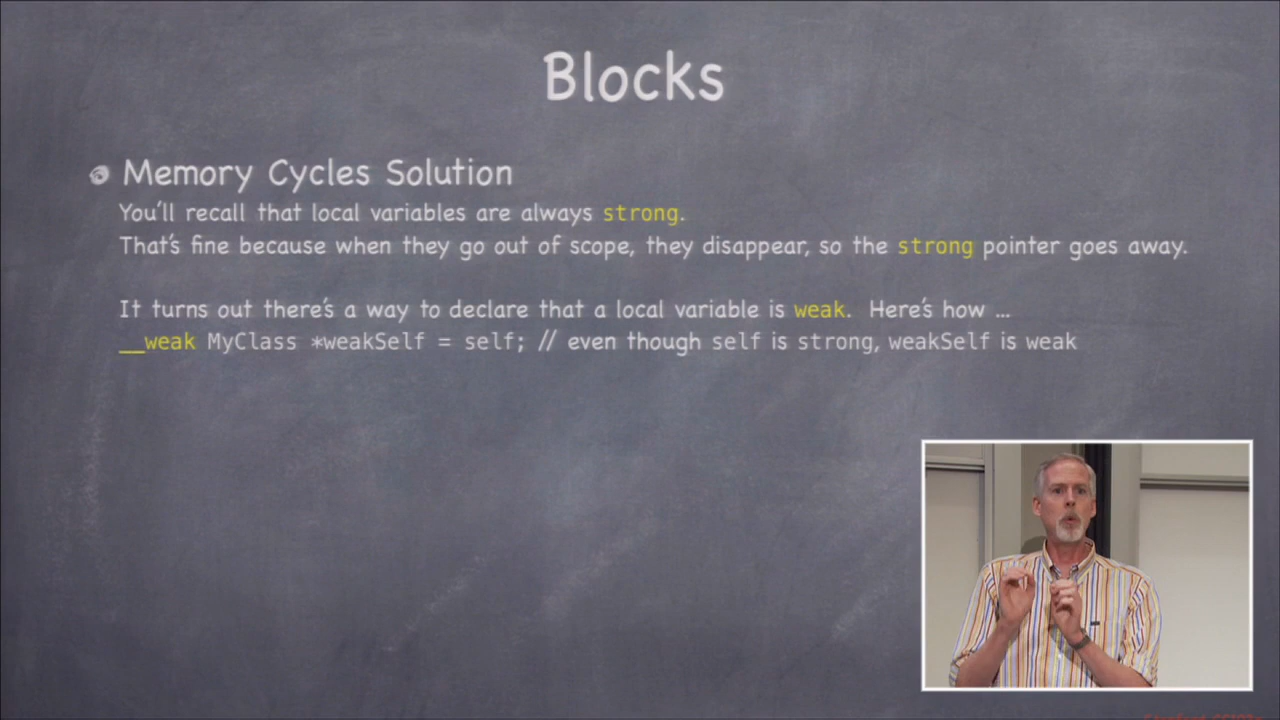 Blocks
Memory Cycles Solution
You'll recall that local variables are always strong.
That's fine because when they go out of scope, they disappear, so the strong pointer goes away.
It turns out there's a way to declare that a local variable is weak. Here's how ...
__weak MyClass *weakSelf = self; // even though self is strong, weakSelf is weak